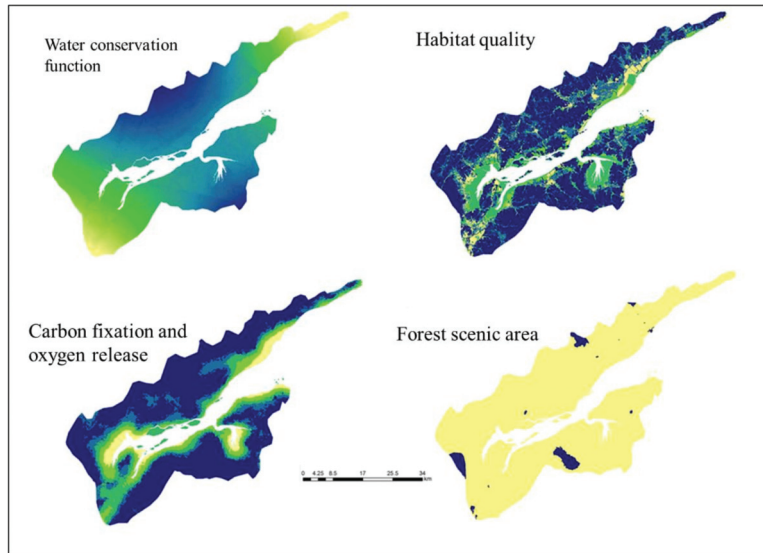 Water conservation
function
Habitat quality
Carbon fixation and
oxygen release
Forest scenic area
0 4.25 8.5 17 25.5 34
km